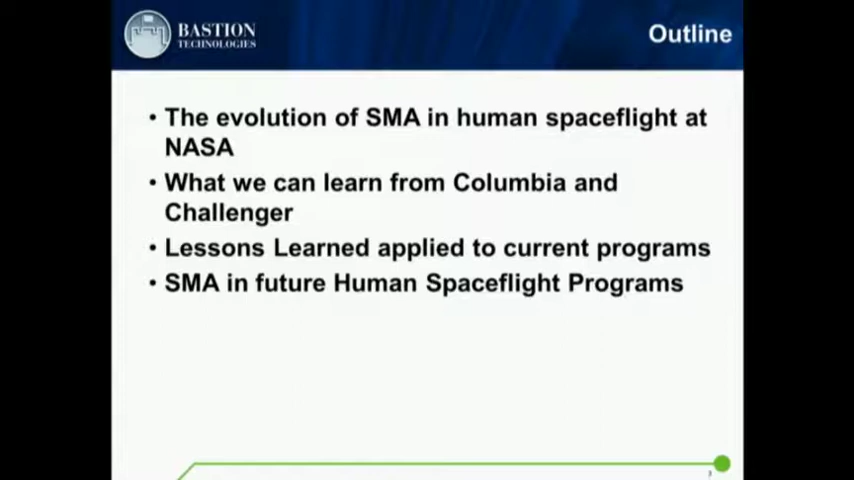 BASTION
TECHNOLOGIES
Outline
• The evolution of SMA in human spaceflight at
NASA
• What we can learn from Columbia and
Challenger
• Lessons Learned applied to current programs
• SMA in future Human Spaceflight Programs